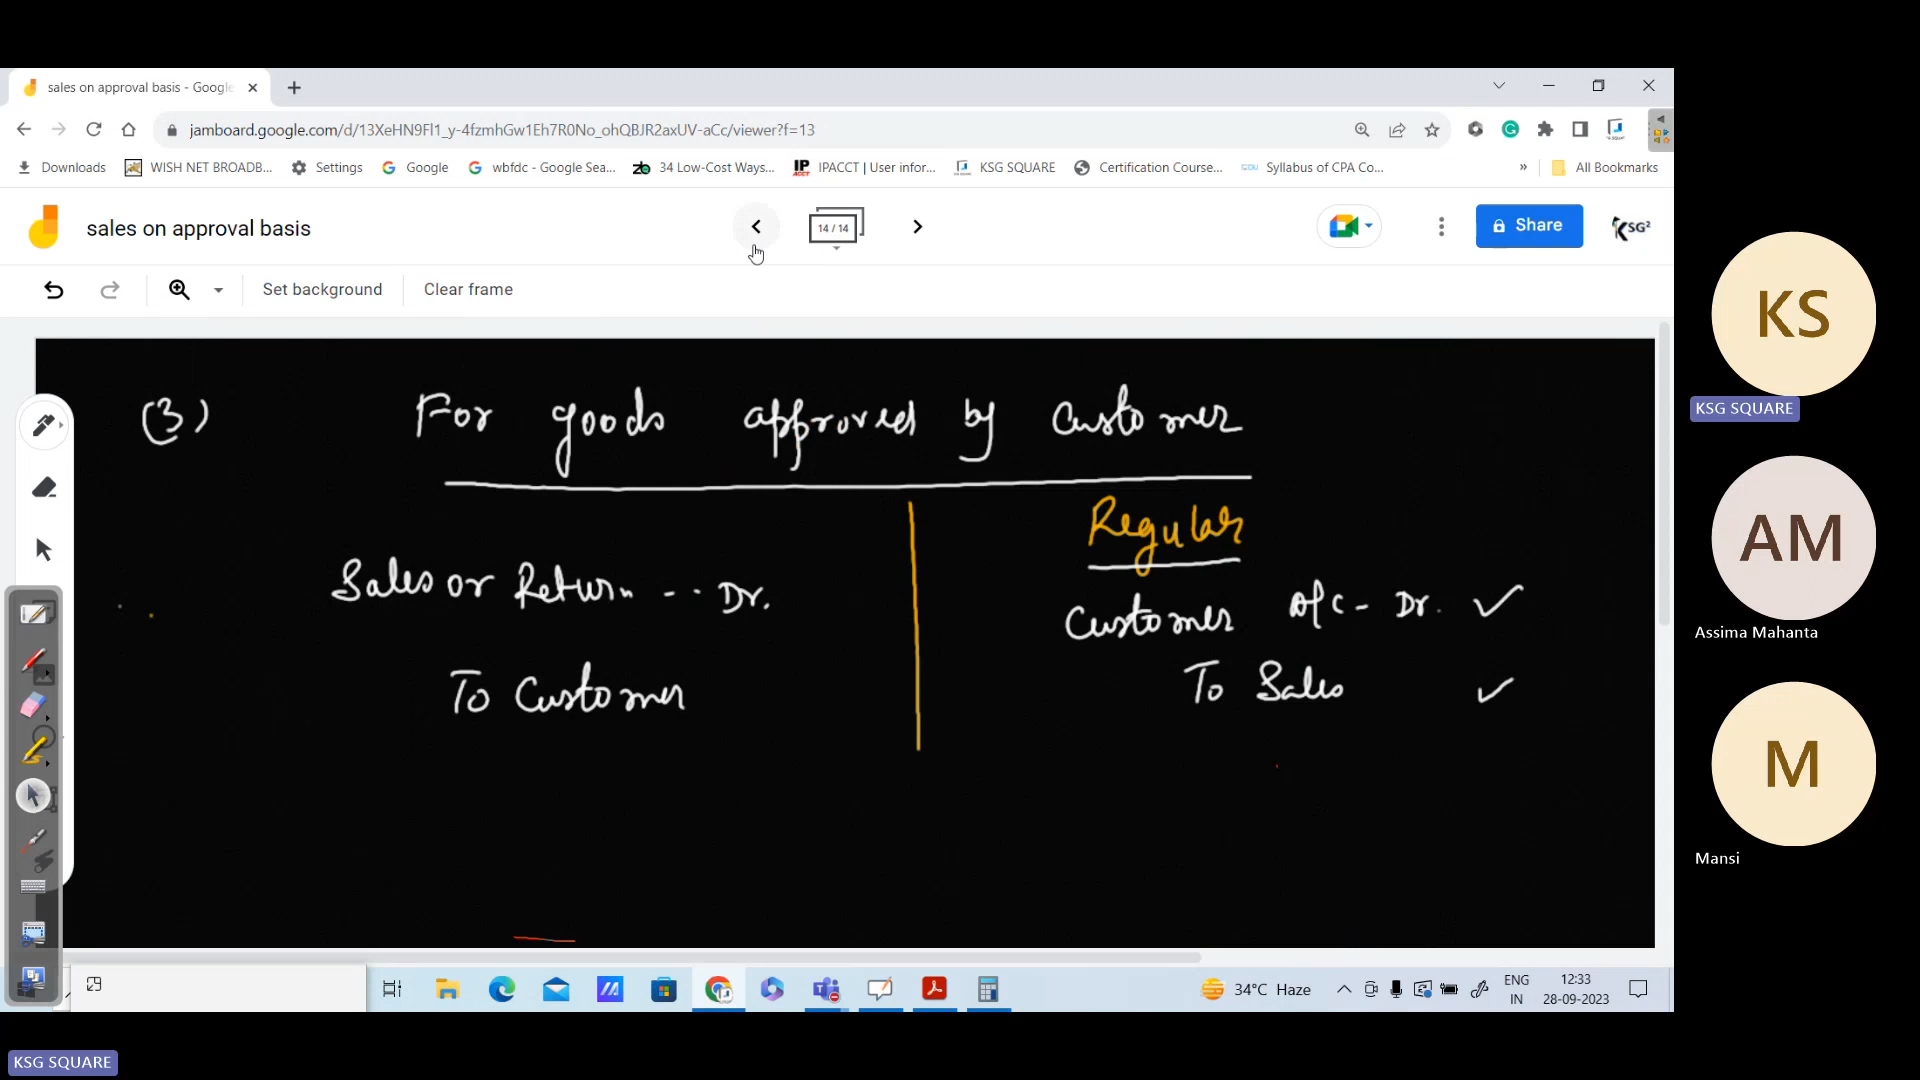 sales on approval basis - Google
jamboard.google.com/d/13XeHN9Fl1_y-4fzmhGw1Eh7R0No_ohQBJR2axUV-aCc/viewer?f=13
Downloads WISH NET BROADB... Settings Google wbfdc - Google Sea... 34 Low-Cost Ways... IPACCT | User infor... KSG SQUARE Certification Course... Syllabus of CPA Co... » All Bookmarks
sales on approval basis 14 / 14 Share KSG²
Set background Clear frame
(3) For goods approved by Customer
Regular
Sales or Return --- Dr.
Customer A/c - Dr.
To Customer
To Sales
34°C Haze ENG IN 12:33 28-09-2023
KS
KSG SQUARE
AM
Assima Mahanta
M
Mansi
KSG SQUARE